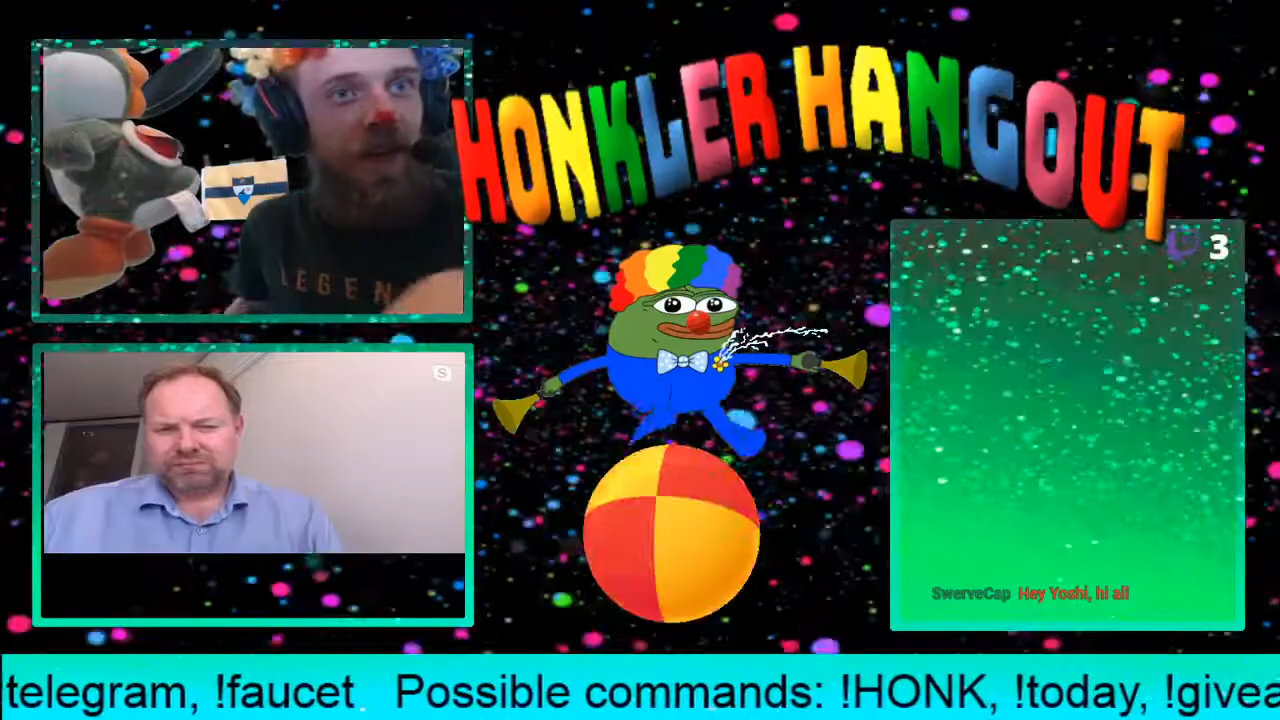 HONKLER HANGOUT
LEGEN
S
3
SwerveCap Hey Yoshi, hi all
telegram, !faucet Possible commands: !HONK, !today, !givea